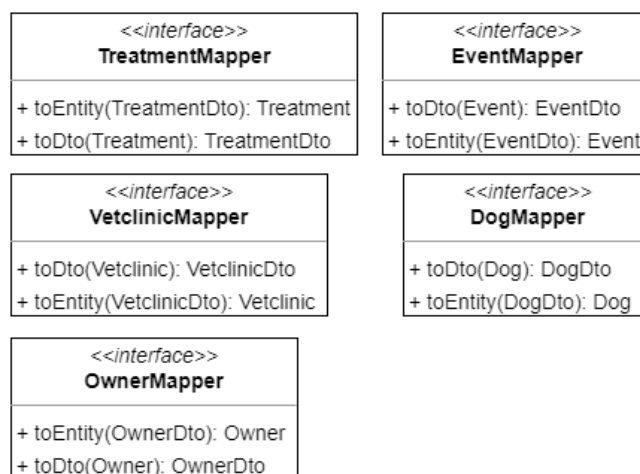 <<interface>>
TreatmentMapper
+ toEntity(TreatmentDto): Treatment
+ toDto(Treatment): TreatmentDto
<<interface>>
EventMapper
+ toDto(Event): EventDto
+ toEntity(EventDto): Event
<<interface>>
VetclinicMapper
+ toDto(Vetclinic): VetclinicDto
+ toEntity(VetclinicDto): Vetclinic
<<interface>>
DogMapper
+ toDto(Dog): DogDto
+ toEntity(DogDto): Dog
<<interface>>
OwnerMapper
+ toEntity(OwnerDto): Owner
+ toDto(Owner): OwnerDto